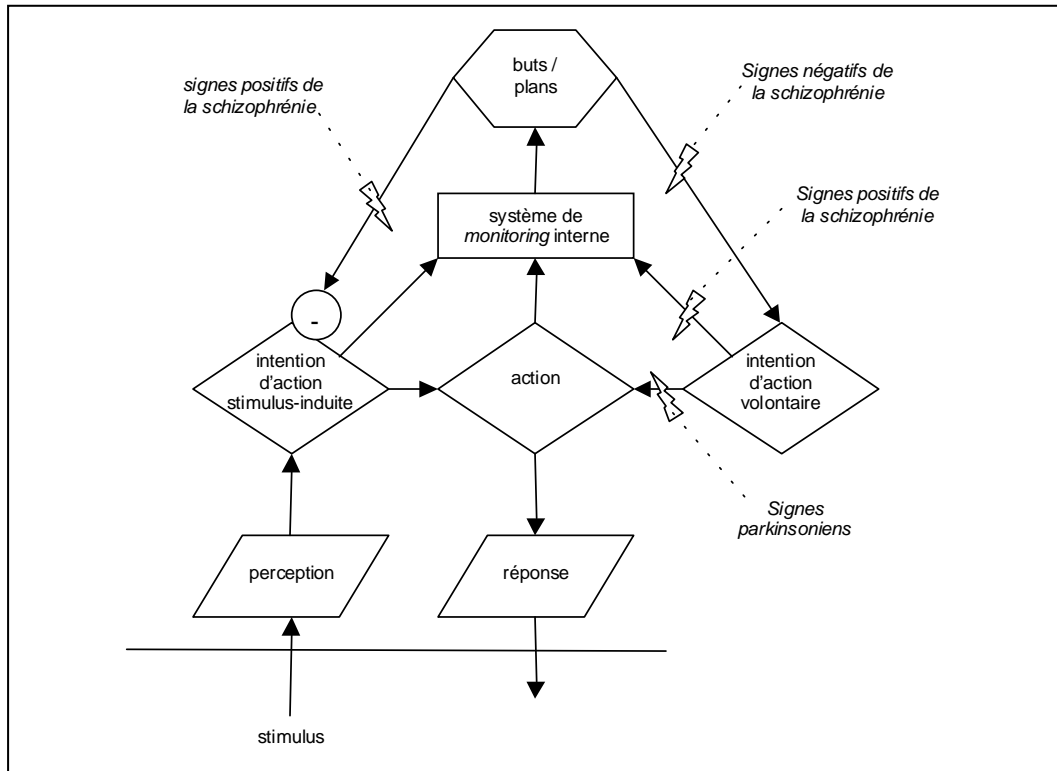 buts /
plans
signes positifs de
la schizophrénie
Signes négatifs de
la schizophrénie
Signes positifs de
la schizophrénie
système de
monitoring interne
-
intention
d'action
stimulus-induite
action
intention
d'action
volontaire
Signes
parkinsoniens
perception
réponse
stimulus